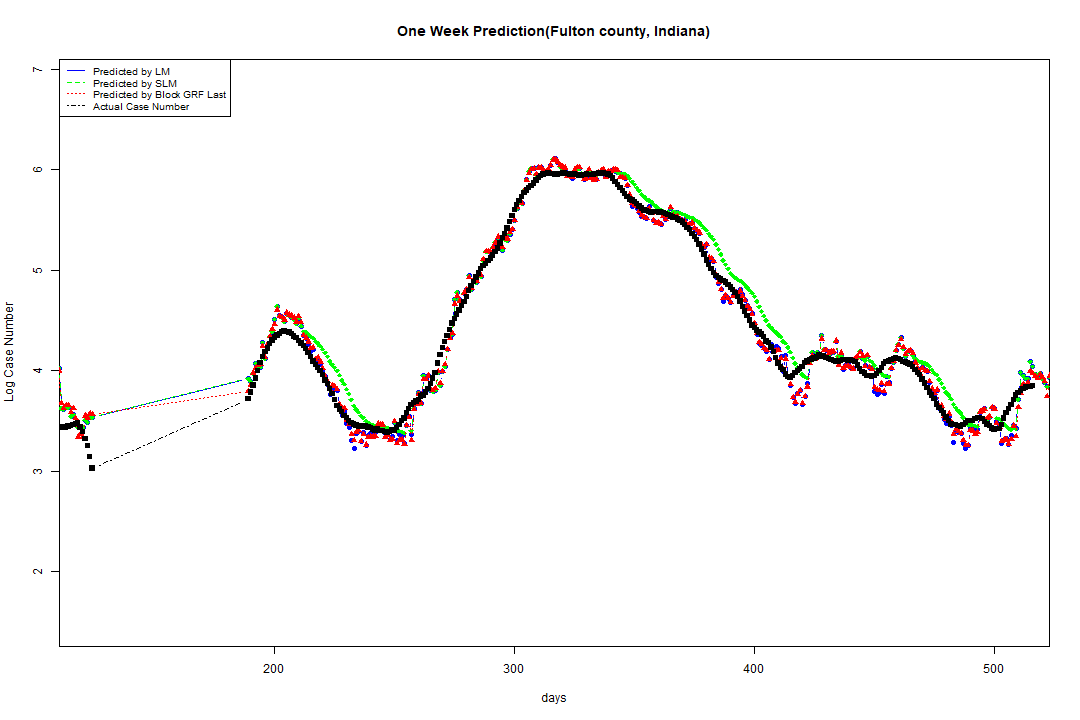 One Week Prediction(Fulton county, Indiana)
Predicted by LM
Predicted by SLM
Predicted by Block GRF Last
Actual Case Number
Log Case Number
7
6
5
4
3
2
200 300 400 500
days